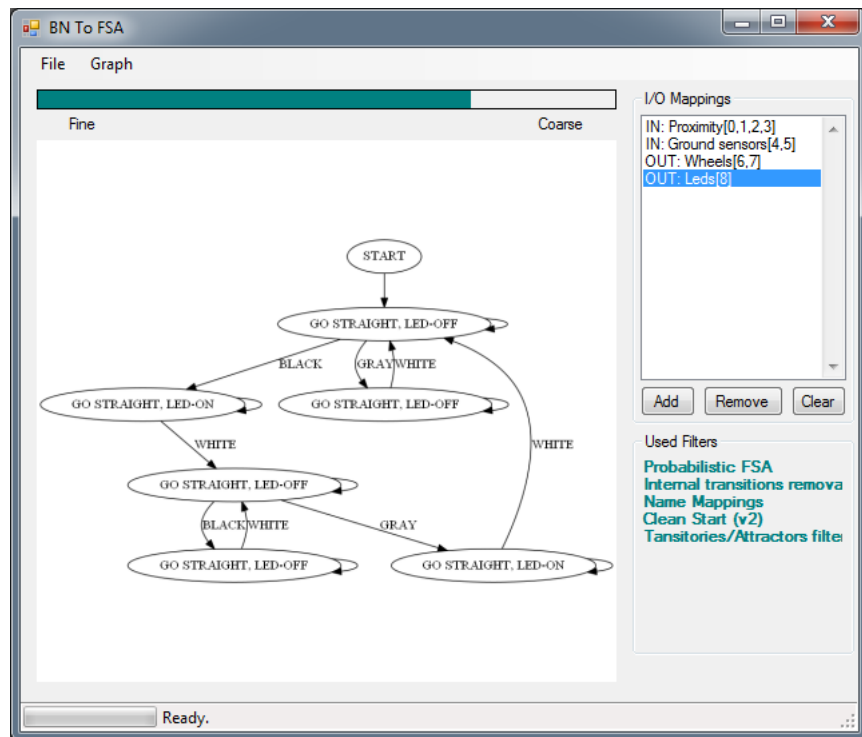 BN To FSA
File Graph
Fine Coarse
START
GO STRAIGHT, LED-OFF
BLACK GRAY WHITE
GO STRAIGHT, LED-ON GO STRAIGHT, LED-OFF
WHITE WHITE
GO STRAIGHT, LED-OFF
BLACK WHITE GRAY
GO STRAIGHT, LED-OFF GO STRAIGHT, LED-ON
I/O Mappings
IN: Proximity[0,1,2,3]
IN: Ground sensors[4,5]
OUT: Wheels[6,7]
OUT: Leds[8]
Add Remove Clear
Used Filters
Probabilistic FSA
Internal transitions remova
Name Mappings
Clean Start (v2)
Tansitories/Attractors filter
Ready.